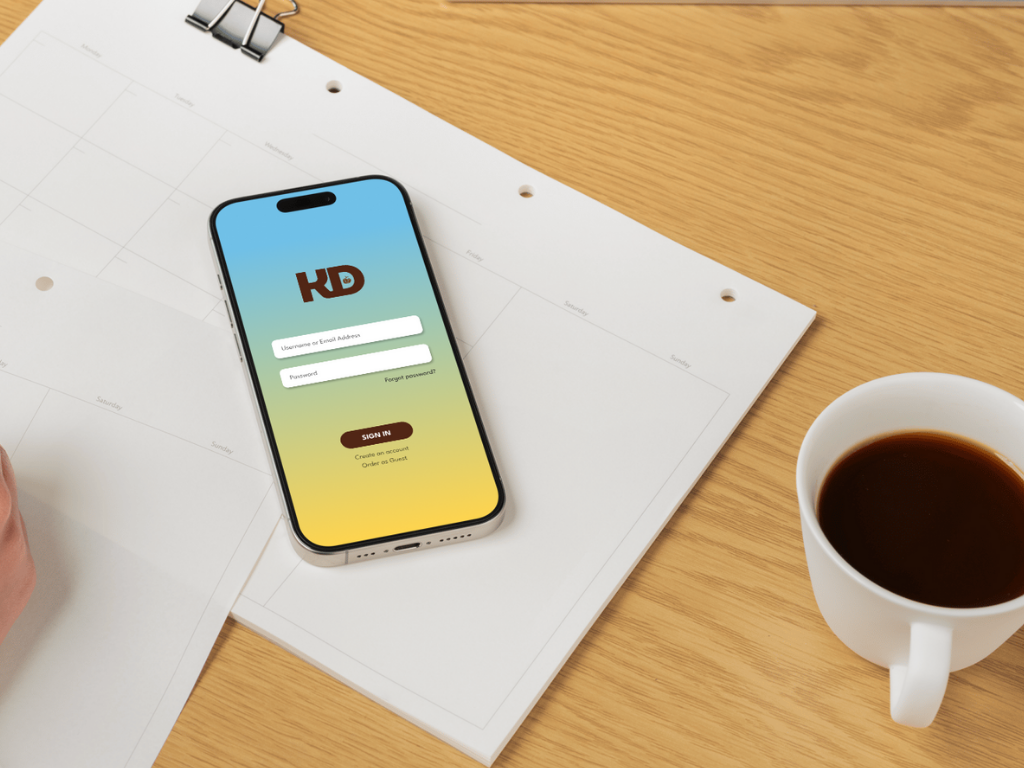 Monday
Tuesday
Wednesday
Friday
Saturday
Sunday
Saturday
Sunday
KD
Username or Email Address
Password
Forgot password?
SIGN IN
Create an account
Order as Guest